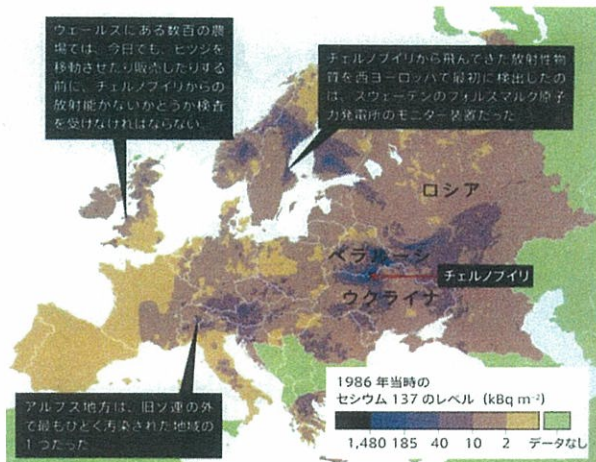 ウェールズにある数百の農
場では、今日でも、ヒツジを
移動させたり販売したりする
前に、チェルノブイリからの
放射能がないかどうか検査
を受けなければならない
チェルノブイリから飛んできた放射性物
質を西ヨーロッパで最初に検出したの
は、スウェーデンのフォルスマルク原子
力発電所のモニター装置だった
ロシア
ベラルーシ
チェルノブイリ
ウクライナ
アルプス地方は、旧ソ連の外
で最もひどく汚染された地域の
1つだった
1986 年当時の
セシウム 137 のレベル（kBq m⁻²）
1,480 185 40 10 2 データなし